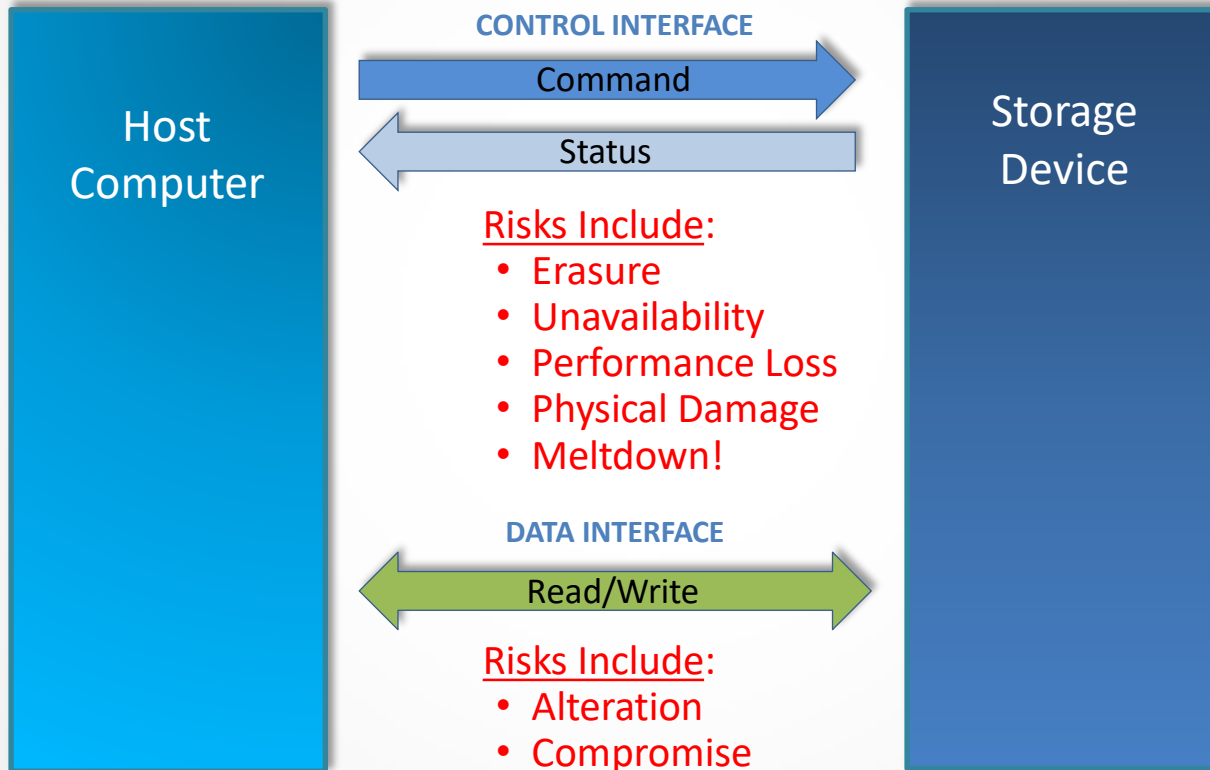 CONTROL INTERFACE
Host
Computer
Command
Status
Storage
Device
Risks Include:
• Erasure
• Unavailability
• Performance Loss
• Physical Damage
• Meltdown!
DATA INTERFACE
Read/Write
Risks Include:
• Alteration
• Compromise